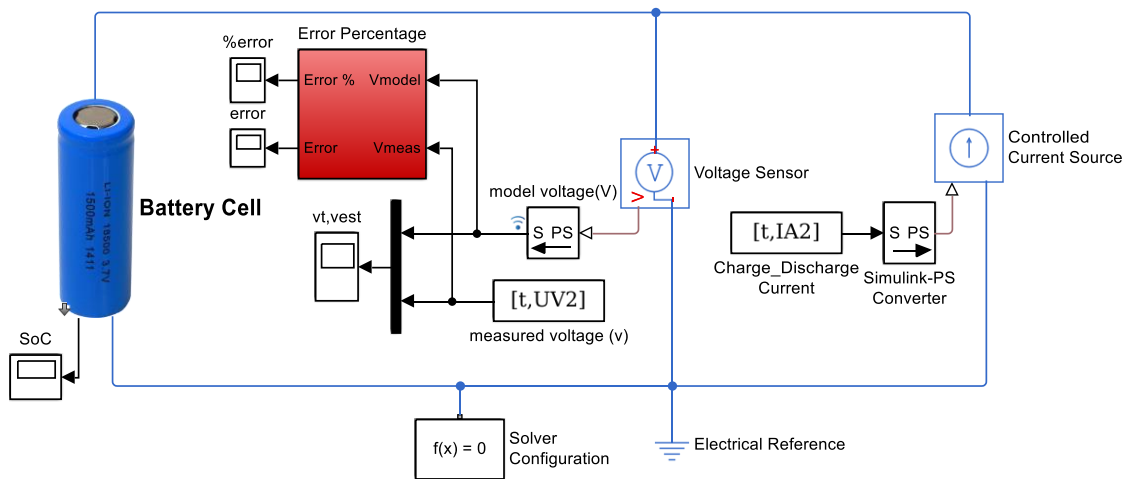 Error Percentage
%error
Error %
Vmodel
error
Error
Vmeas
LI-ION 18500 3.7V
1500mAh 1411
Battery Cell
+
V
>
-
Voltage Sensor
Controlled
Current Source
model voltage(V)
S PS
vt,vest
[t,UV2]
measured voltage (v)
[t,IA2]
Charge_Discharge
Current
S PS
Simulink-PS
Converter
SoC
f(x) = 0
Solver
Configuration
Electrical Reference